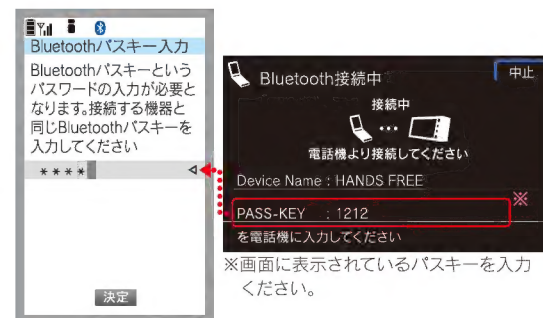 Bluetoothパスキー入力
Bluetoothパスキーという
パスワードの入力が必要と
なります。接続する機器と
同じBluetoothパスキーを
入力してください
****
決定
Bluetooth接続中
中止
接続中
電話機より接続してください
Device Name : HANDS FREE
PASS-KEY : 1212
※
を電話機に入力してください
※画面に表示されているパスキーを入力
ください。